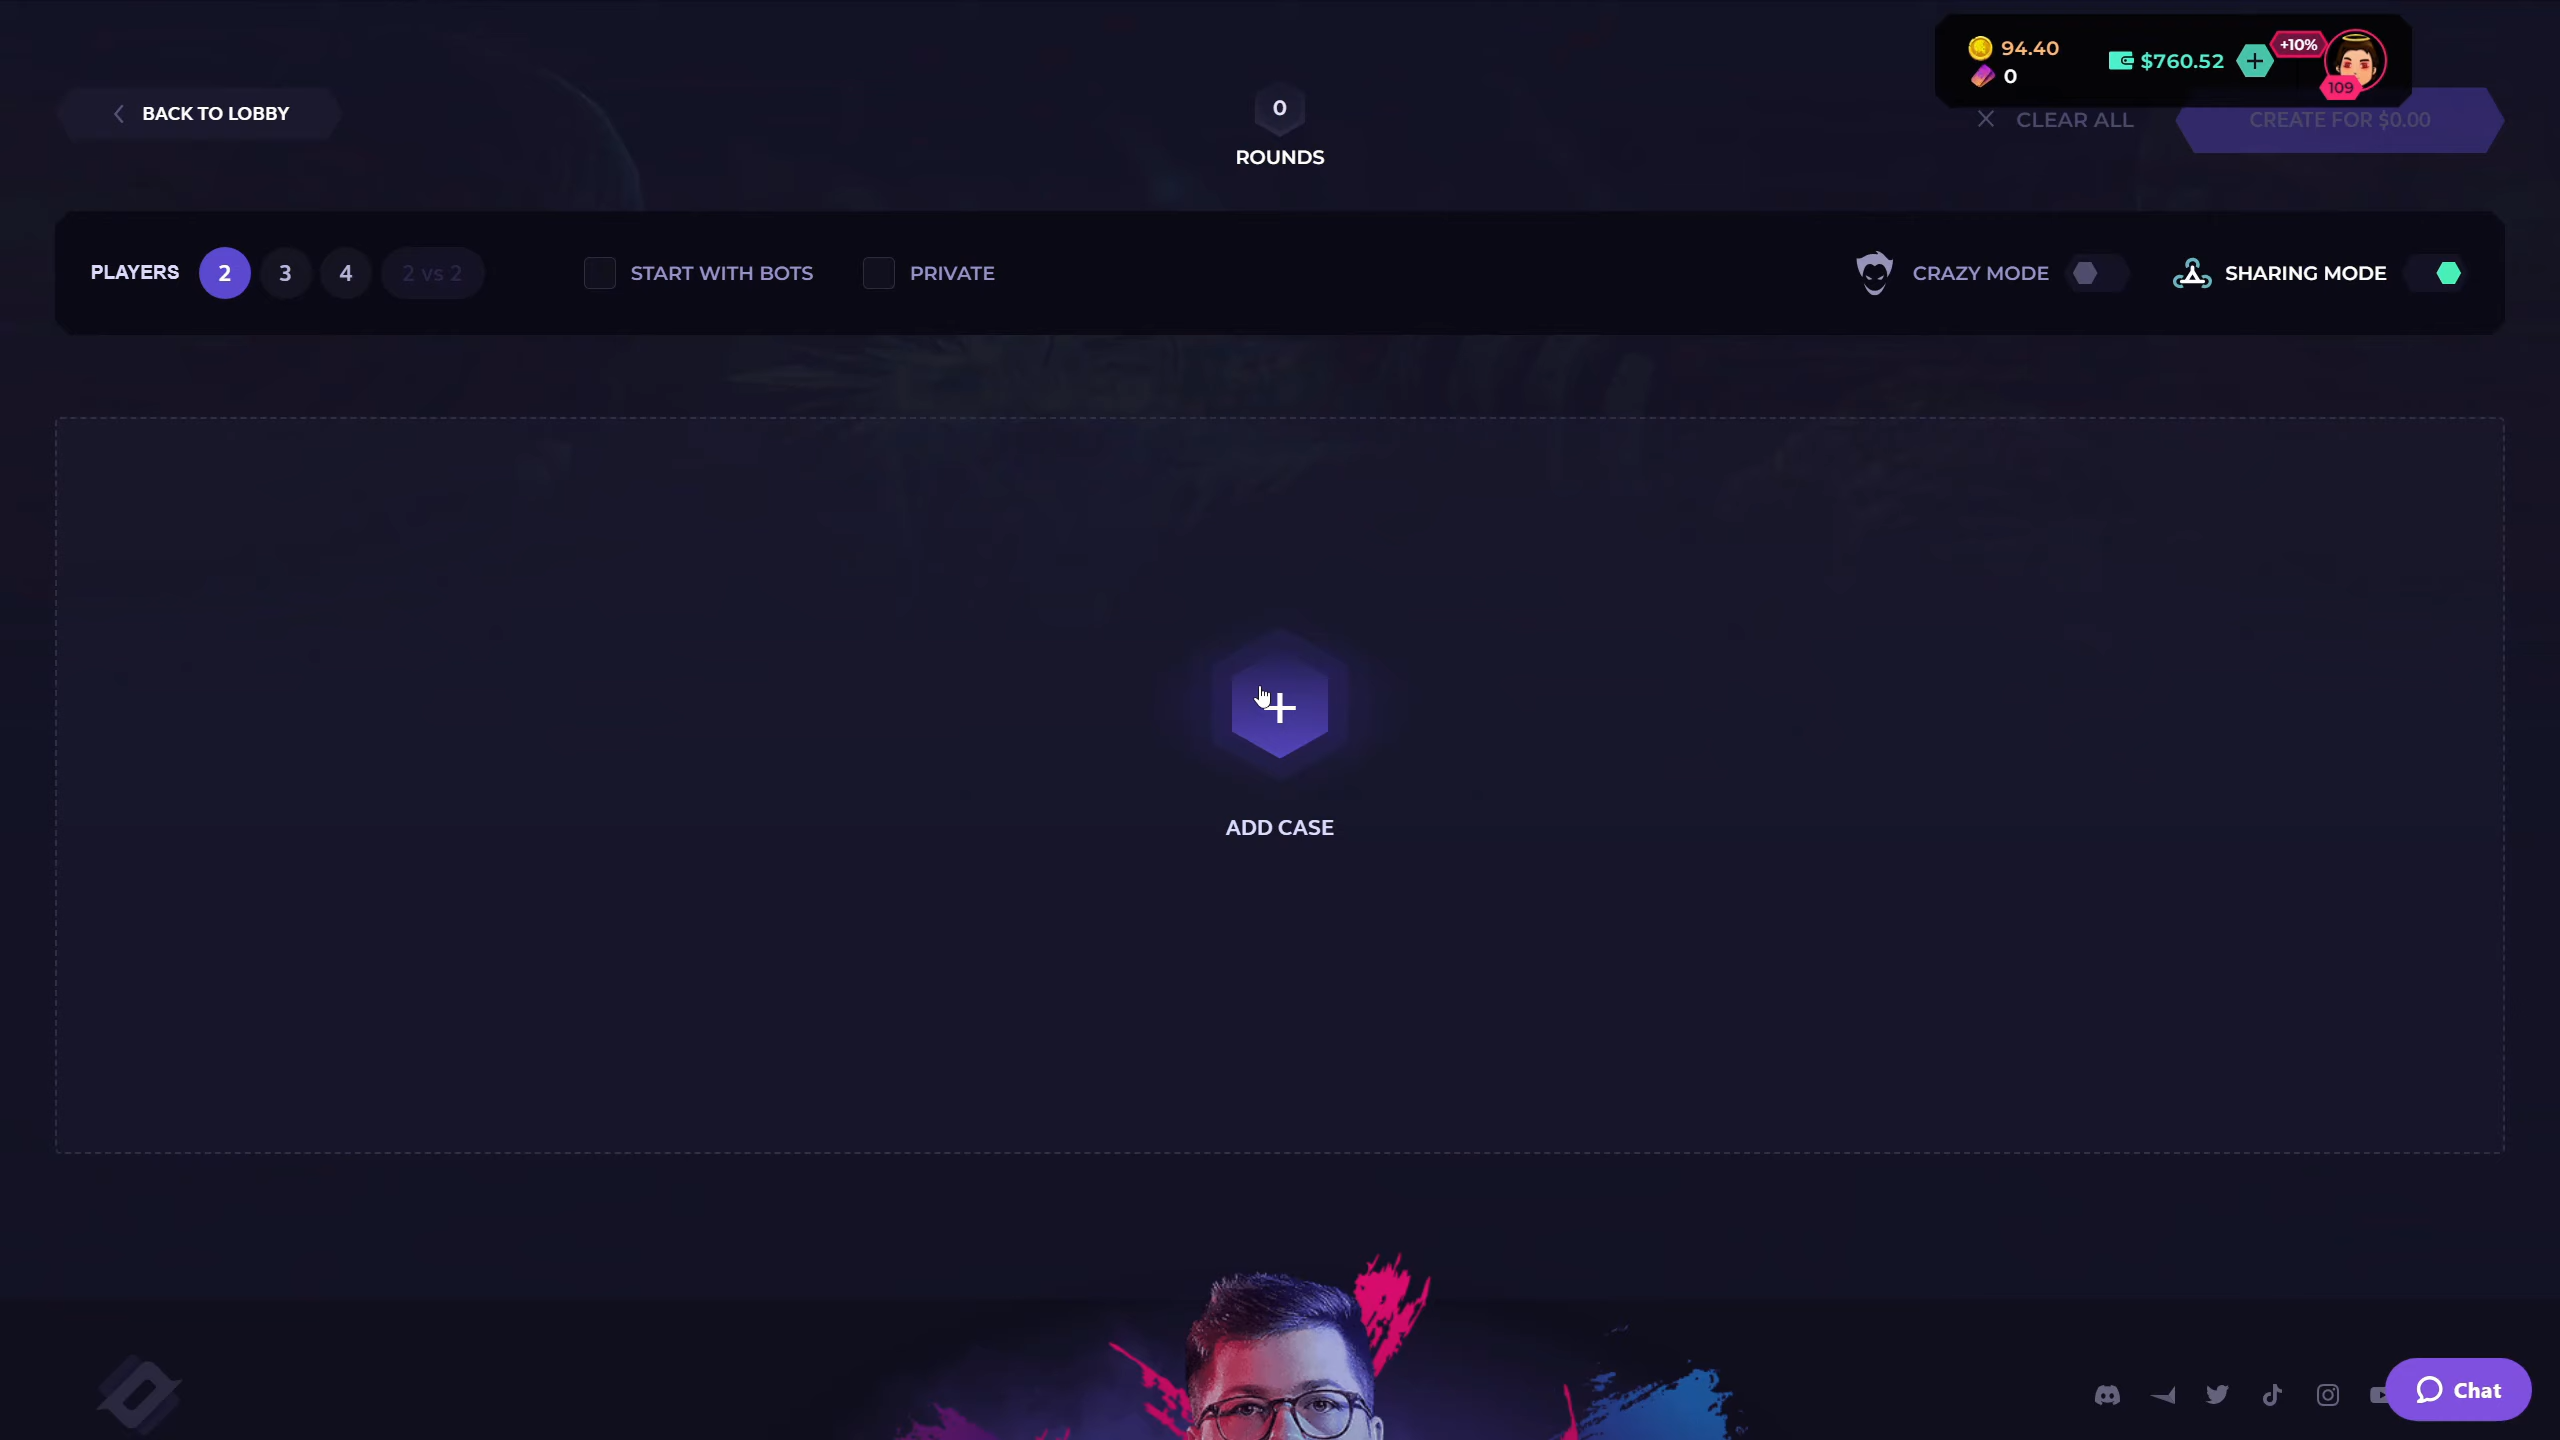 94.40
$760.52
+10%
0
109
BACK TO LOBBY
0
ROUNDS
CLEAR ALL
CREATE FOR $0.00
PLAYERS 2 3 4 2 vs 2
START WITH BOTS
PRIVATE
CRAZY MODE
SHARING MODE
ADD CASE
Chat